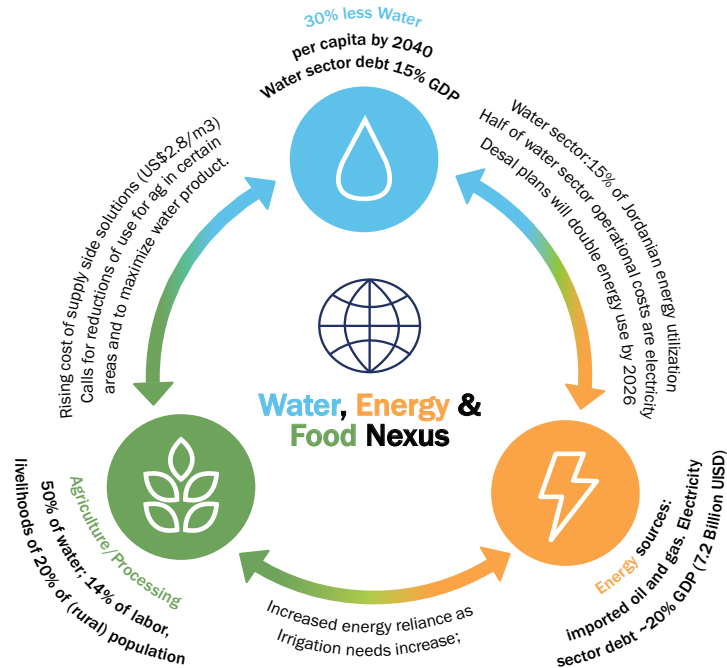 30% less Water
per capita by 2040
Water sector debt 15% GDP
Water sector:15% of Jordanian energy utilization
Half of water sector operational costs are electricity
Desal plans will double energy use by 2026
Rising cost of supply side solutions (US$2.8/m3)
Calls for reductions of use for ag in certain
areas and to maximize water product.
Water, Energy &
Food Nexus
Agriculture/Processing
50% of water; 14% of labor,
livelihoods of 20% of (rural) population
Increased energy reliance as
Irrigation needs increase;
Energy sources:
imported oil and gas. Electricity
sector debt ~20% GDP (7.2 Billion USD)